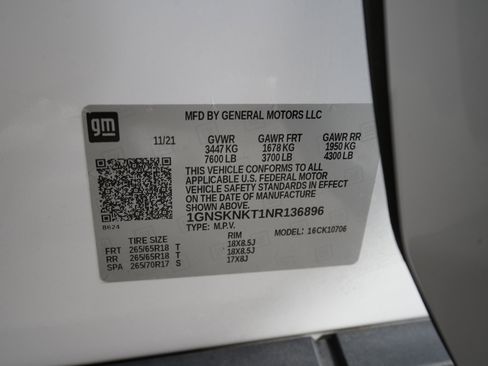 gm
MFD BY GENERAL MOTORS LLC
11/21 GVWR GAWR FRT GAWR RR
3447 KG 1678 KG 1950 KG
7600 LB 3700 LB 4300 LB
THIS VEHICLE CONFORMS TO ALL
APPLICABLE U.S. FEDERAL MOTOR
VEHICLE SAFETY STANDARDS IN EFFECT
ON THE DATE OF MANUFACTURE
SHOWN ABOVE.
1GNSKNKT1NR136896
8624
TYPE: M.P.V. MODEL: 16CK10706
TIRE SIZE RIM
FRT 265/65R18 T 18X8.5J
RR 265/65R18 T 18X8.5J
SPA 265/70R17 S 17X8J